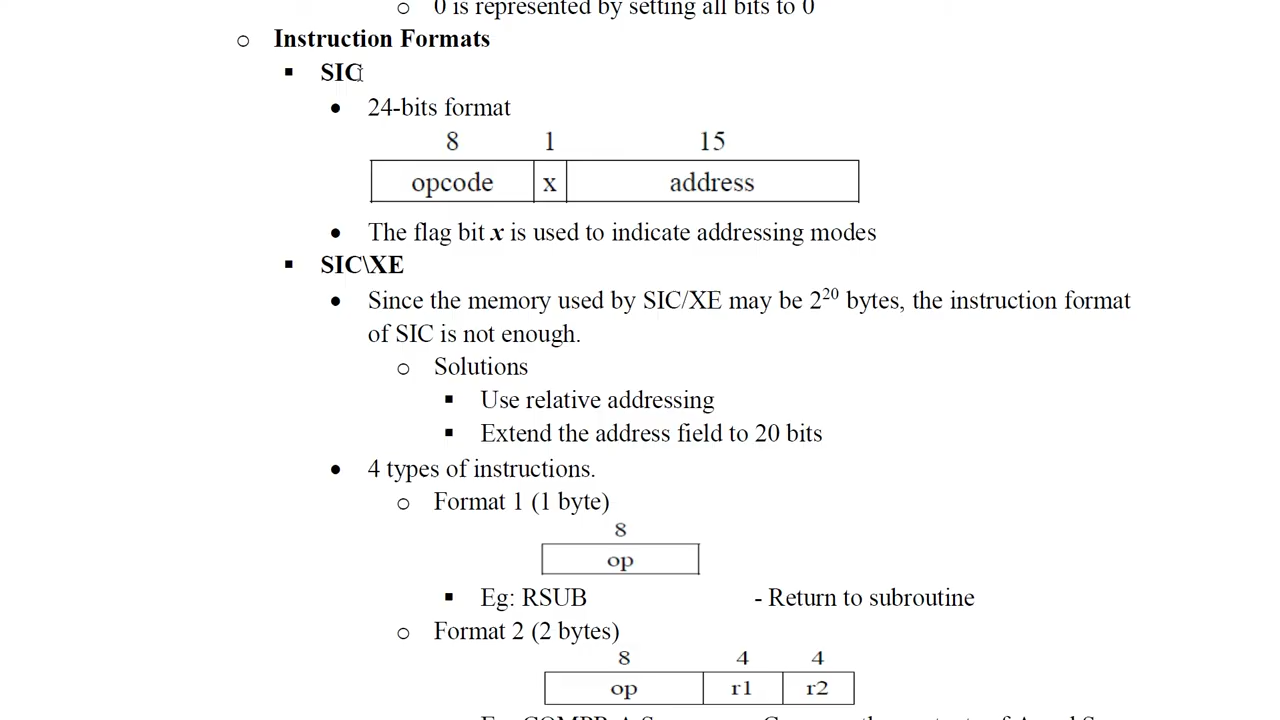 o 0 is represented by setting all bits to 0
o Instruction Formats
▪ SIC
• 24-bits format
8 1 15
opcode x address
• The flag bit x is used to indicate addressing modes
▪ SIC\XE
• Since the memory used by SIC/XE may be 2²⁰ bytes, the instruction format
of SIC is not enough.
o Solutions
▪ Use relative addressing
▪ Extend the address field to 20 bits
• 4 types of instructions.
o Format 1 (1 byte)
8
op
▪ Eg: RSUB - Return to subroutine
o Format 2 (2 bytes)
8 4 4
op r1 r2